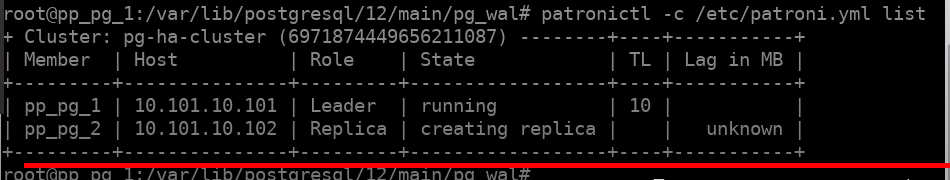 root@pp_pg_1:/var/lib/postgresql/12/main/pg_wal# patronictl -c /etc/patroni.yml list
+ Cluster: pg-ha-cluster (6971874449656211087) --------+----+-----------+
| Member  | Host          | Role    | State            | TL | Lag in MB |
+---------+---------------+---------+------------------+----+-----------+
| pp_pg_1 | 10.101.10.101 | Leader  | running          | 10 |           |
| pp_pg_2 | 10.101.10.102 | Replica | creating replica |    |   unknown |
+---------+---------------+---------+------------------+----+-----------+
root@pp_pg_1:/var/lib/postgresql/12/main/pg_wal#